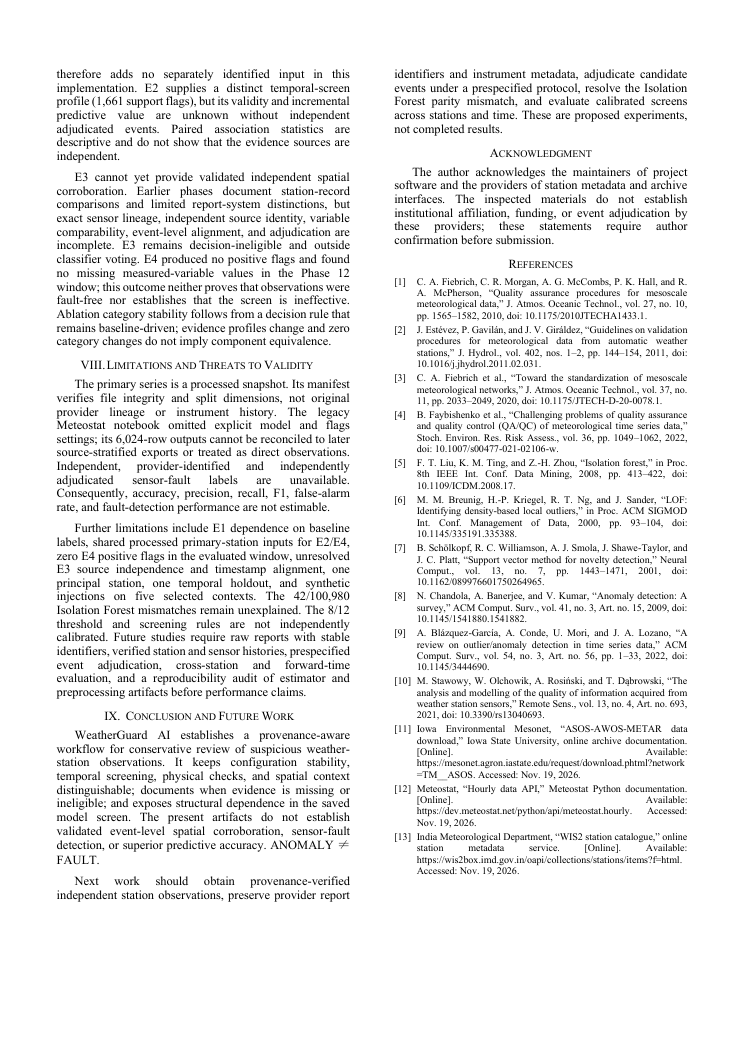 therefore adds no separately identified input in this
implementation. E2 supplies a distinct temporal-screen
profile (1,661 support flags), but its validity and incremental
predictive value are unknown without independent
adjudicated events. Paired association statistics are
descriptive and do not show that the evidence sources are
independent.
E3 cannot yet provide validated independent spatial
corroboration. Earlier phases document station-record
comparisons and limited report-system distinctions, but
exact sensor lineage, independent source identity, variable
comparability, event-level alignment, and adjudication are
incomplete. E3 remains decision-ineligible and outside
classifier voting. E4 produced no positive flags and found
no missing measured-variable values in the Phase 12
window; this outcome neither proves that observations were
fault-free nor establishes that the screen is ineffective.
Ablation category stability follows from a decision rule that
remains baseline-driven; evidence profiles change and zero
category changes do not imply component equivalence.
VIII. LIMITATIONS AND THREATS TO VALIDITY
The primary series is a processed snapshot. Its manifest
verifies file integrity and split dimensions, not original
provider lineage or instrument history. The legacy
Meteostat notebook omitted explicit model and flags
settings; its 6,024-row outputs cannot be reconciled to later
source-stratified exports or treated as direct observations.
Independent, provider-identified and independently
adjudicated sensor-fault labels are unavailable.
Consequently, accuracy, precision, recall, F1, false-alarm
rate, and fault-detection performance are not estimable.
Further limitations include E1 dependence on baseline
labels, shared processed primary-station inputs for E2/E4,
zero E4 positive flags in the evaluated window, unresolved
E3 source independence and timestamp alignment, one
principal station, one temporal holdout, and synthetic
injections on five selected contexts. The 42/100,980
Isolation Forest mismatches remain unexplained. The 8/12
threshold and screening rules are not independently
calibrated. Future studies require raw reports with stable
identifiers, verified station and sensor histories, prespecified
event adjudication, cross-station and forward-time
evaluation, and a reproducibility audit of estimator and
preprocessing artifacts before performance claims.
IX. CONCLUSION AND FUTURE WORK
WeatherGuard AI establishes a provenance-aware
workflow for conservative review of suspicious weather-
station observations. It keeps configuration stability,
temporal screening, physical checks, and spatial context
distinguishable; documents when evidence is missing or
ineligible; and exposes structural dependence in the saved
model screen. The present artifacts do not establish
validated event-level spatial corroboration, sensor-fault
detection, or superior predictive accuracy. ANOMALY ≠
FAULT.
Next work should obtain provenance-verified
independent station observations, preserve provider report
identifiers and instrument metadata, adjudicate candidate
events under a prespecified protocol, resolve the Isolation
Forest parity mismatch, and evaluate calibrated screens
across stations and time. These are proposed experiments,
not completed results.
ACKNOWLEDGMENT
The author acknowledges the maintainers of project
software and the providers of station metadata and archive
interfaces. The inspected materials do not establish
institutional affiliation, funding, or event adjudication by
these providers; these statements require author
confirmation before submission.
REFERENCES
[1] C. A. Fiebrich, C. R. Morgan, A. G. McCombs, P. K. Hall, and R.
A. McPherson, “Quality assurance procedures for mesoscale
meteorological data,” J. Atmos. Oceanic Technol., vol. 27, no. 10,
pp. 1565–1582, 2010, doi: 10.1175/2010JTECHA1433.1.
[2] J. Estévez, P. Gavilán, and J. V. Giráldez, “Guidelines on validation
procedures for meteorological data from automatic weather
stations,” J. Hydrol., vol. 402, nos. 1–2, pp. 144–154, 2011, doi:
10.1016/j.jhydrol.2011.02.031.
[3] C. A. Fiebrich et al., “Toward the standardization of mesoscale
meteorological networks,” J. Atmos. Oceanic Technol., vol. 37, no.
11, pp. 2033–2049, 2020, doi: 10.1175/JTECH-D-20-0078.1.
[4] B. Faybishenko et al., “Challenging problems of quality assurance
and quality control (QA/QC) of meteorological time series data,”
Stoch. Environ. Res. Risk Assess., vol. 36, pp. 1049–1062, 2022,
doi: 10.1007/s00477-021-02106-w.
[5] F. T. Liu, K. M. Ting, and Z.-H. Zhou, “Isolation forest,” in Proc.
8th IEEE Int. Conf. Data Mining, 2008, pp. 413–422, doi:
10.1109/ICDM.2008.17.
[6] M. M. Breunig, H.-P. Kriegel, R. T. Ng, and J. Sander, “LOF:
Identifying density-based local outliers,” in Proc. ACM SIGMOD
Int. Conf. Management of Data, 2000, pp. 93–104, doi:
10.1145/335191.335388.
[7] B. Schölkopf, R. C. Williamson, A. J. Smola, J. Shawe-Taylor, and
J. C. Platt, “Support vector method for novelty detection,” Neural
Comput., vol. 13, no. 7, pp. 1443–1471, 2001, doi:
10.1162/089976601750264965.
[8] N. Chandola, A. Banerjee, and V. Kumar, “Anomaly detection: A
survey,” ACM Comput. Surv., vol. 41, no. 3, Art. no. 15, 2009, doi:
10.1145/1541880.1541882.
[9] A. Blázquez-García, A. Conde, U. Mori, and J. A. Lozano, “A
review on outlier/anomaly detection in time series data,” ACM
Comput. Surv., vol. 54, no. 3, Art. no. 56, pp. 1–33, 2022, doi:
10.1145/3444690.
[10] M. Stawowy, W. Olchowik, A. Rosiński, and T. Dąbrowski, “The
analysis and modelling of the quality of information acquired from
weather station sensors,” Remote Sens., vol. 13, no. 4, Art. no. 693,
2021, doi: 10.3390/rs13040693.
[11] Iowa Environmental Mesonet, “ASOS-AWOS-METAR data
download,” Iowa State University, online archive documentation.
[Online]. Available:
https://mesonet.agron.iastate.edu/request/download.phtml?network
=TM__ASOS. Accessed: Nov. 19, 2026.
[12] Meteostat, “Hourly data API,” Meteostat Python documentation.
[Online]. Available:
https://dev.meteostat.net/python/api/meteostat.hourly. Accessed:
Nov. 19, 2026.
[13] India Meteorological Department, “WIS2 station catalogue,” online
station metadata service. [Online]. Available:
https://wis2box.imd.gov.in/oapi/collections/stations/items?f=html.
Accessed: Nov. 19, 2026.